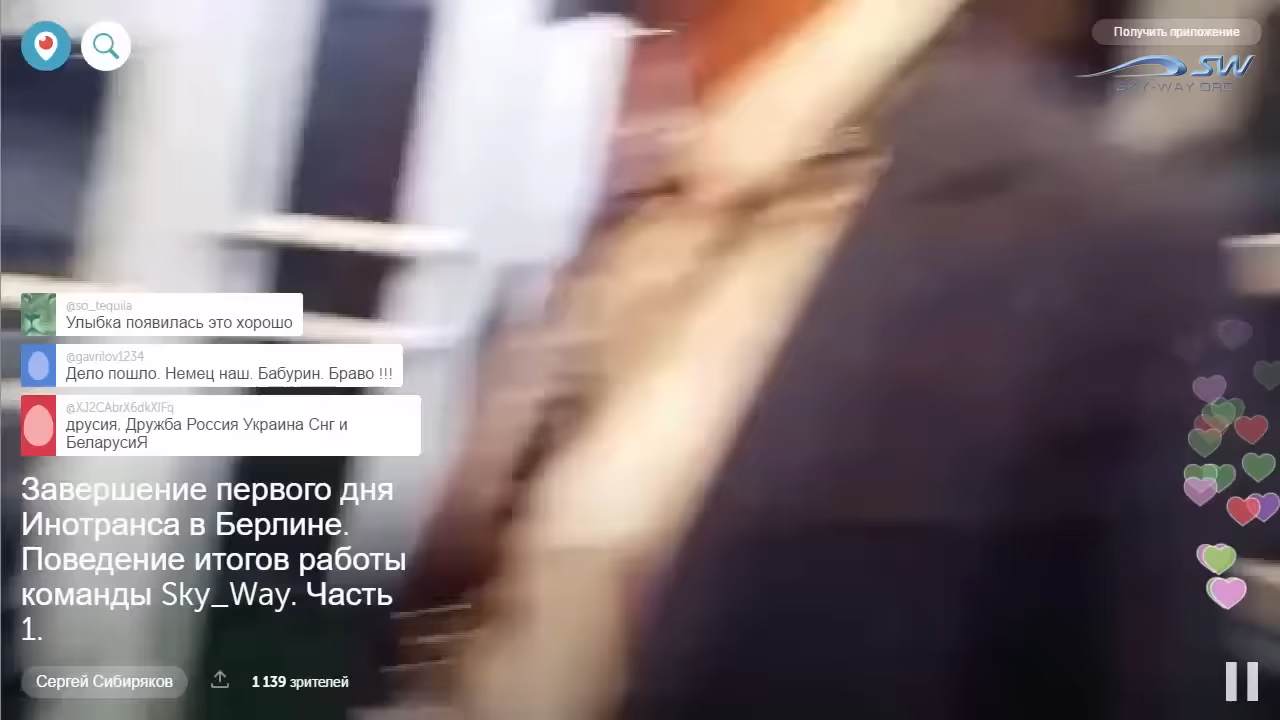 Получить приложение
SW
SKY-WAY.ORG
@so_tequila
Улыбка появилась это хорошо
@gavrilov1234
Дело пошло. Немец наш. Бабурин. Браво !!!
@XJ2CAbrX6dkXIFq
друсия, Дружба Россия Украина Снг и
БеларусиЯ
Завершение первого дня
Инотранса в Берлине.
Поведение итогов работы
команды Sky_Way. Часть
1.
Сергей Сибиряков
1 139 зрителей